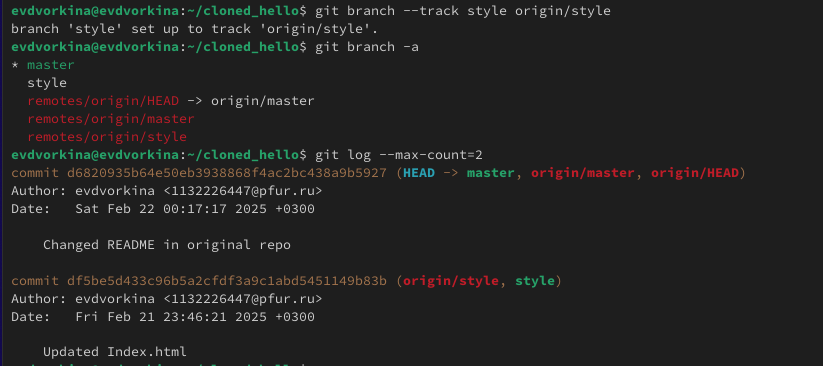 evdvorkina@evdvorkina:~/cloned_hello$ git branch --track style origin/style
branch 'style' set up to track 'origin/style'.
evdvorkina@evdvorkina:~/cloned_hello$ git branch -a
* master
  style
  remotes/origin/HEAD -> origin/master
  remotes/origin/master
  remotes/origin/style
evdvorkina@evdvorkina:~/cloned_hello$ git log --max-count=2
commit d6820935b64e50eb3938868f4ac2bc438a9b5927 (HEAD -> master, origin/master, origin/HEAD)
Author: evdvorkina <1132226447@pfur.ru>
Date:   Sat Feb 22 00:17:17 2025 +0300
    Changed README in original repo
commit df5be5d433c96b5a2cfdf3a9c1abd5451149b83b (origin/style, style)
Author: evdvorkina <1132226447@pfur.ru>
Date:   Fri Feb 21 23:46:21 2025 +0300
    Updated Index.html